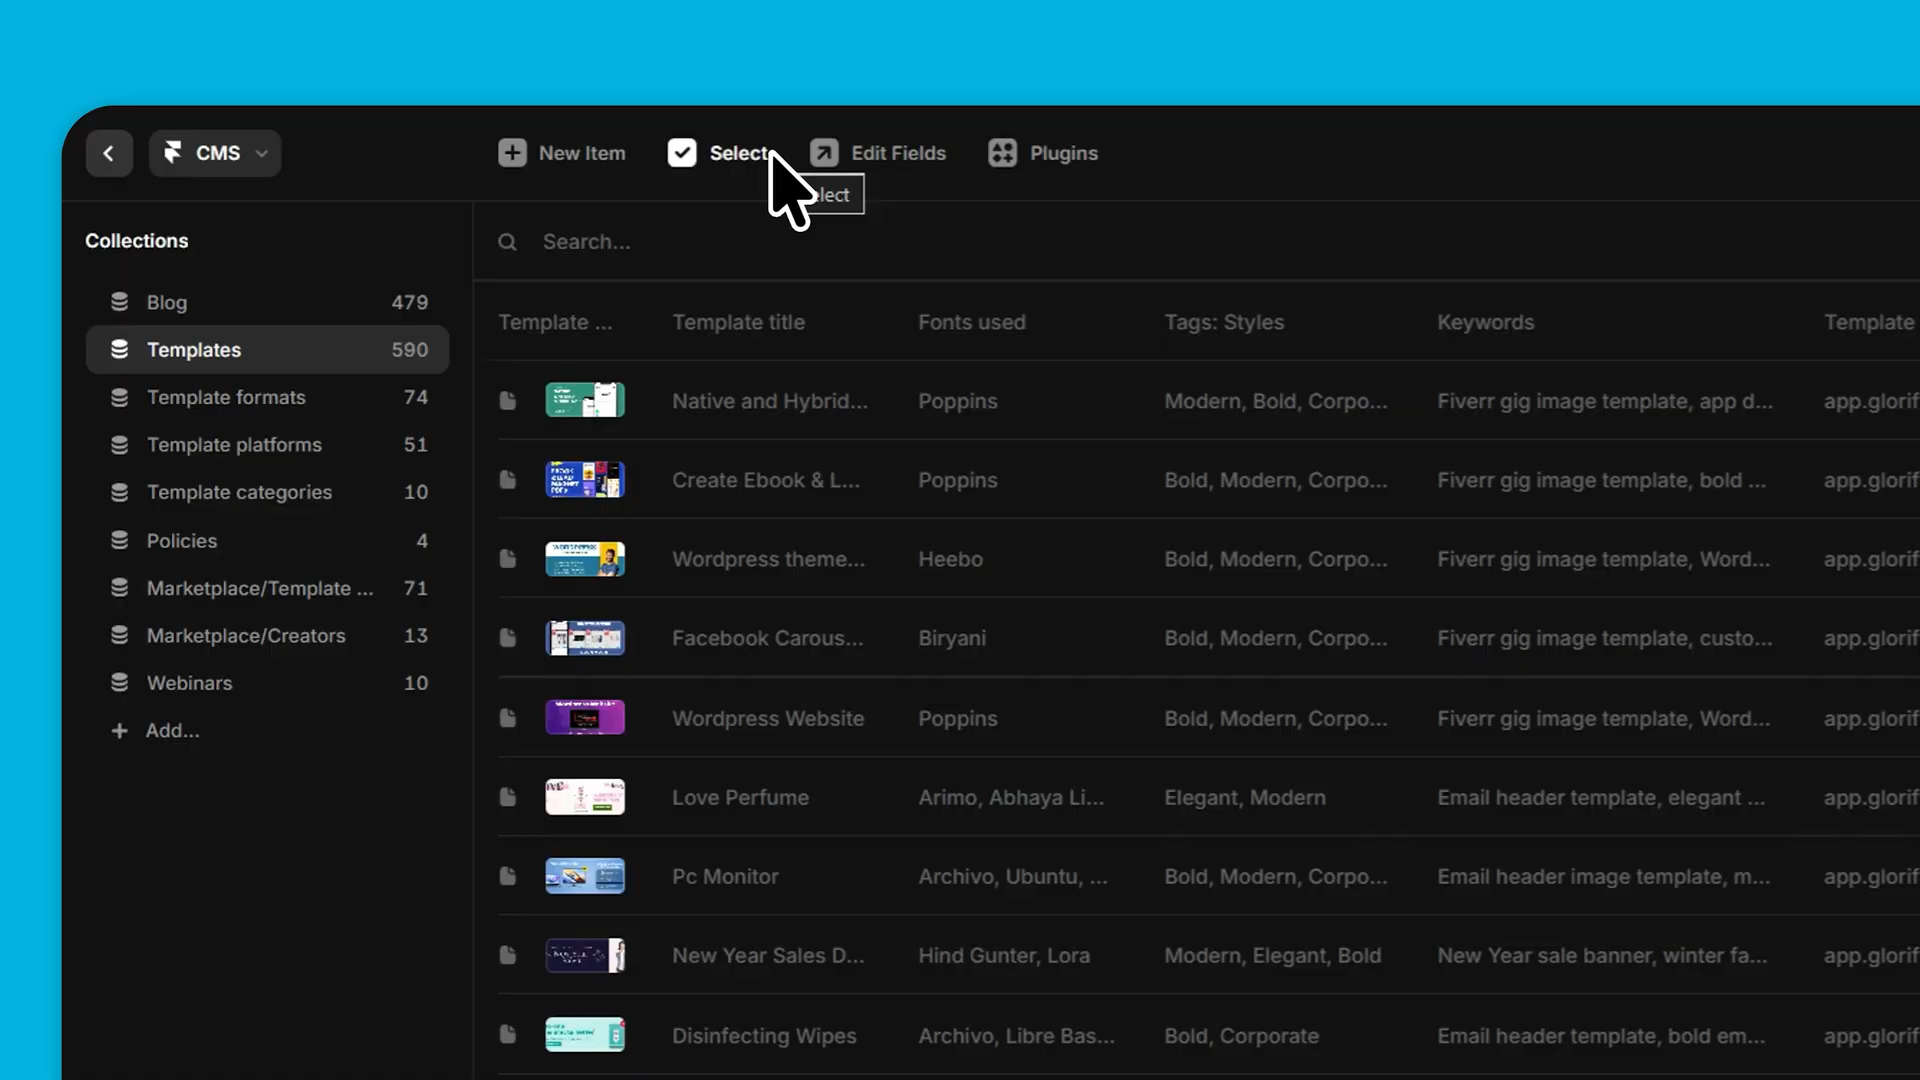 CMS
New Item
Select
Edit Fields
Plugins
Collections
Search...
Blog 479
Templates 590
Template formats 74
Template platforms 51
Template categories 10
Policies 4
Marketplace/Template ... 71
Marketplace/Creators 13
Webinars 10
Add...
Template ... Template title Fonts used Tags: Styles Keywords Template
Native and Hybrid... Poppins Modern, Bold, Corpo... Fiverr gig image template, app d... app.glorif
Create Ebook & L... Poppins Bold, Modern, Corpo... Fiverr gig image template, bold ... app.glorif
Wordpress theme... Heebo Bold, Modern, Corpo... Fiverr gig image template, Word... app.glorif
Facebook Carous... Biryani Bold, Modern, Corpo... Fiverr gig image template, custo... app.glorif
Wordpress Website Poppins Bold, Modern, Corpo... Fiverr gig image template, Word... app.glorif
Love Perfume Arimo, Abhaya Li... Elegant, Modern Email header template, elegant ... app.glorif
Pc Monitor Archivo, Ubuntu, ... Bold, Modern, Corpo... Email header image template, m... app.glorif
New Year Sales D... Hind Gunter, Lora Modern, Elegant, Bold New Year sale banner, winter fa... app.glorif
Disinfecting Wipes Archivo, Libre Bas... Bold, Corporate Email header template, bold em... app.glorif